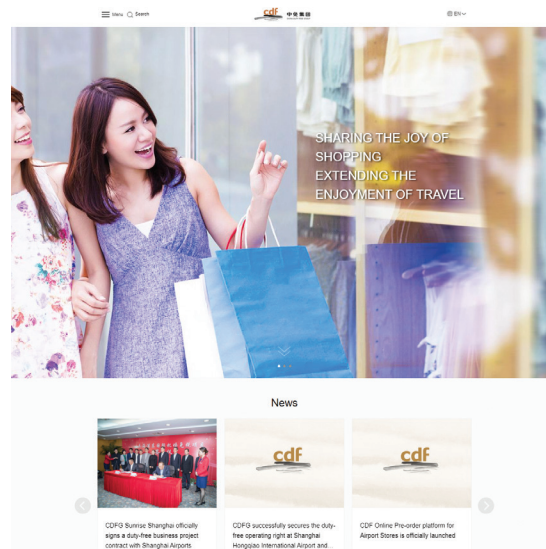 Menu Search
cdf 中免集团
EN
SHARING THE JOY OF
SHOPPING
EXTENDING THE
ENJOYMENT OF TRAVEL
News
cdf
cdf
CDFG Sunrise Shanghai officially
signs a duty-free business project
contract with Shanghai Airports
CDFG successfully secures the duty-
free operating right at Shanghai
Hongqiao International Airport and...
CDF Online Pre-order platform for
Airport Stores is officially launched